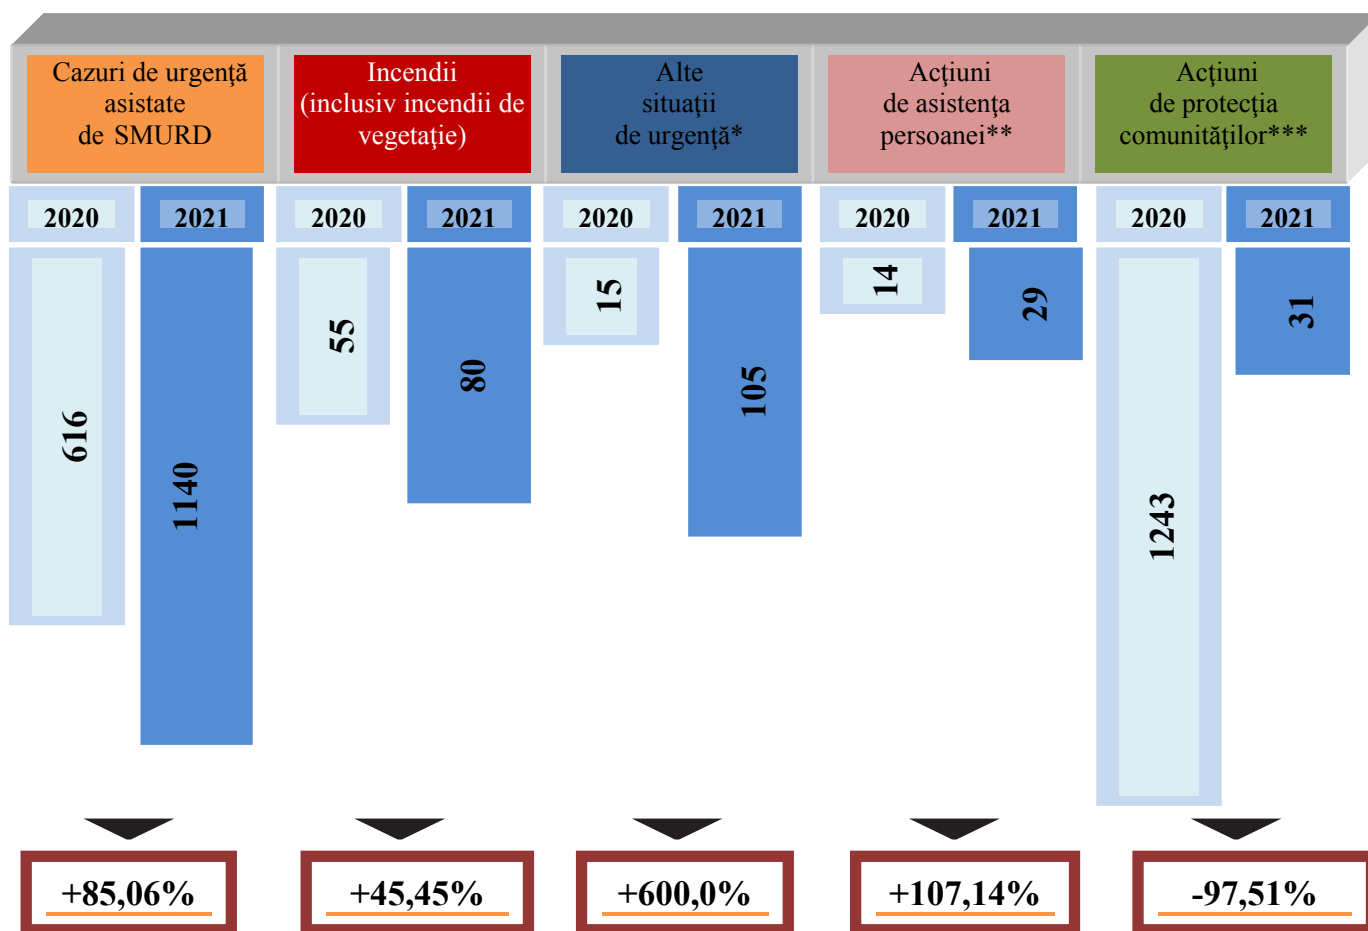 Cazuri de urgenţă
asistate
de SMURD
Incendii
(inclusiv incendii de
vegetaţie)
Alte
situaţii
de urgenţă*
Acţiuni
de asistenţa
persoanei**
Acţiuni
de protecţia
comunităţilor***
2020
2021
2020
2021
2020
2021
2020
2021
2020
2021
616
1140
55
80
15
105
14
29
1243
31
+85,06%
+45,45%
+600,0%
+107,14%
-97,51%